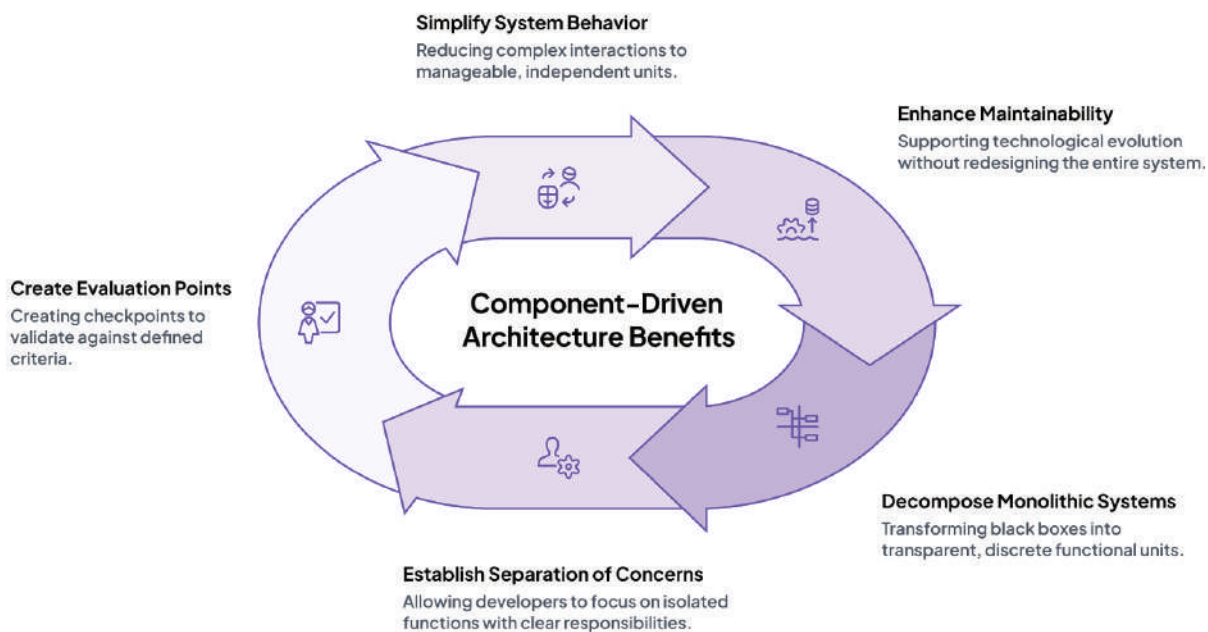 Simplify System Behavior
Reducing complex interactions to
manageable, independent units.
Enhance Maintainability
Supporting technological evolution
without redesigning the entire system.
Create Evaluation Points
Creating checkpoints to
validate against defined
criteria.
Component-Driven
Architecture Benefits
Decompose Monolithic Systems
Transforming black boxes into
transparent, discrete functional units.
Establish Separation of Concerns
Allowing developers to focus on isolated
functions with clear responsibilities.